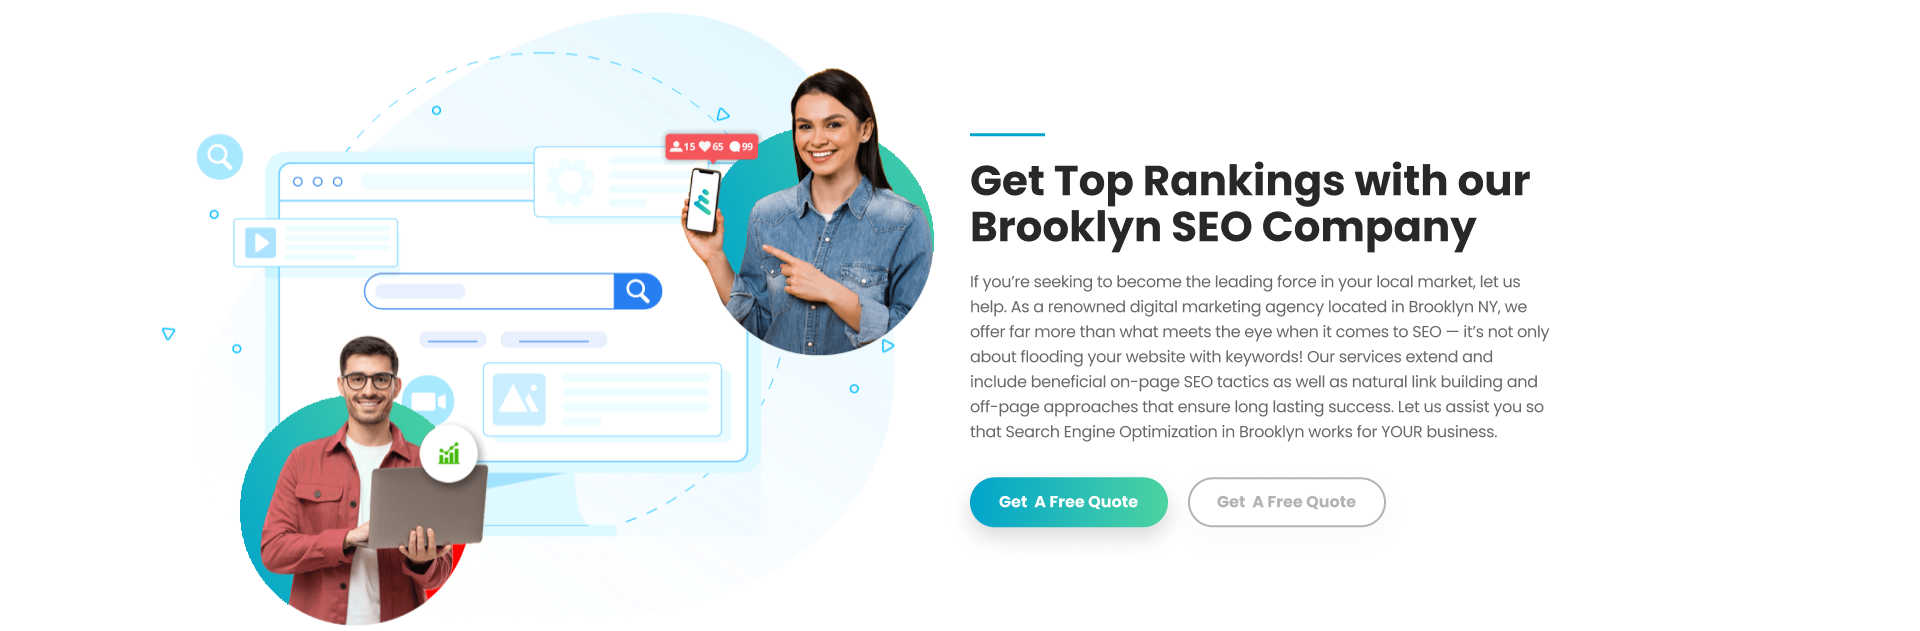 15 65 99
Get Top Rankings with our
Brooklyn SEO Company
If you’re seeking to become the leading force in your local market, let us
help. As a renowned digital marketing agency located in Brooklyn NY, we
offer far more than what meets the eye when it comes to SEO — it’s not only
about flooding your website with keywords! Our services extend and
include beneficial on-page SEO tactics as well as natural link building and
off-page approaches that ensure long lasting success. Let us assist you so
that Search Engine Optimization in Brooklyn works for YOUR business.
Get A Free Quote
Get A Free Quote